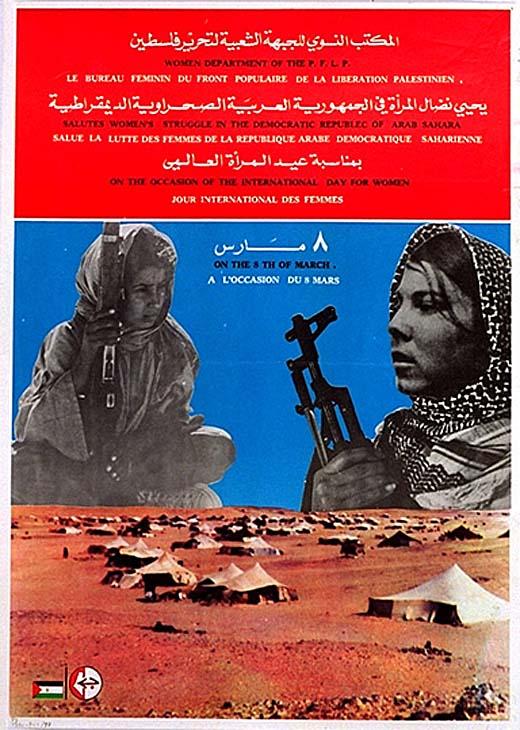 المكتب النسوي للجبهة الشعبية لتحرير فلسطين
WOMEN DEPARTMENT OF THE P. F. L. P.
LE BUREAU FEMININ DU FRONT POPULAIRE DE LA LIBERATION PALESTINIEN .
يحيي نضال المرأة في الجمهورية العربية الصحراوية الديمقراطية
SALUTES WOMEN'S STRUGGLE IN THE DEMOCRATIC REPUBLEC OF ARAB SAHARA
SALUE LA LUTTE DES FEMMES DE LA REPUBLIQUE ARABE DEMOCRATIQUE SAHARIENNE
بمناسبة عيد المرأة العالمي
ON THE OCCASION OF THE INTERNATIONAL DAY FOR WOMEN
JOUR INTERNATIONAL DES FEMMES
٨ مارس
ON THE 8 TH OF MARCH .
A L'OCCASION DU 8 MARS